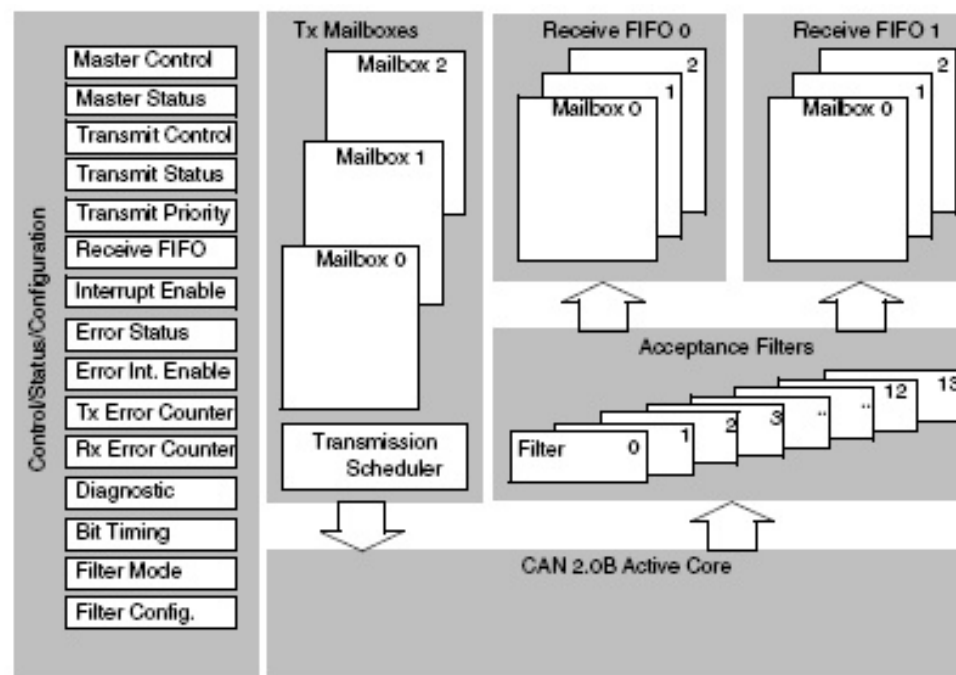 Control/Status/Configuration
Master Control
Master Status
Transmit Control
Transmit Status
Transmit Priority
Receive FIFO
Interrupt Enable
Error Status
Error Int. Enable
Tx Error Counter
Rx Error Counter
Diagnostic
Bit Timing
Filter Mode
Filter Config.
Tx Mailboxes
Mailbox 2
Mailbox 1
Mailbox 0
Transmission
Scheduler
Receive FIFO 0
2
1
Mailbox 0
Receive FIFO 1
2
1
Mailbox 0
Acceptance Filters
Filter 0 1 2 3 .. .. 12 13
CAN 2.0B Active Core